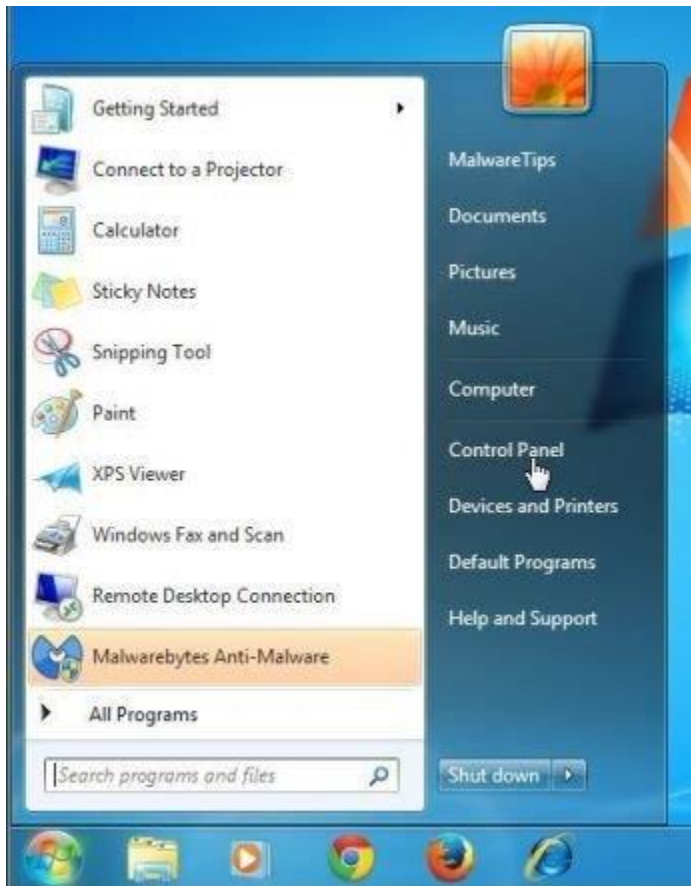 Getting Started
Connect to a Projector
Calculator
Sticky Notes
Snipping Tool
Paint
XPS Viewer
Windows Fax and Scan
Remote Desktop Connection
Malwarebytes Anti-Malware
All Programs
Search programs and files
MalwareTips
Documents
Pictures
Music
Computer
Control Panel
Devices and Printers
Default Programs
Help and Support
Shut down